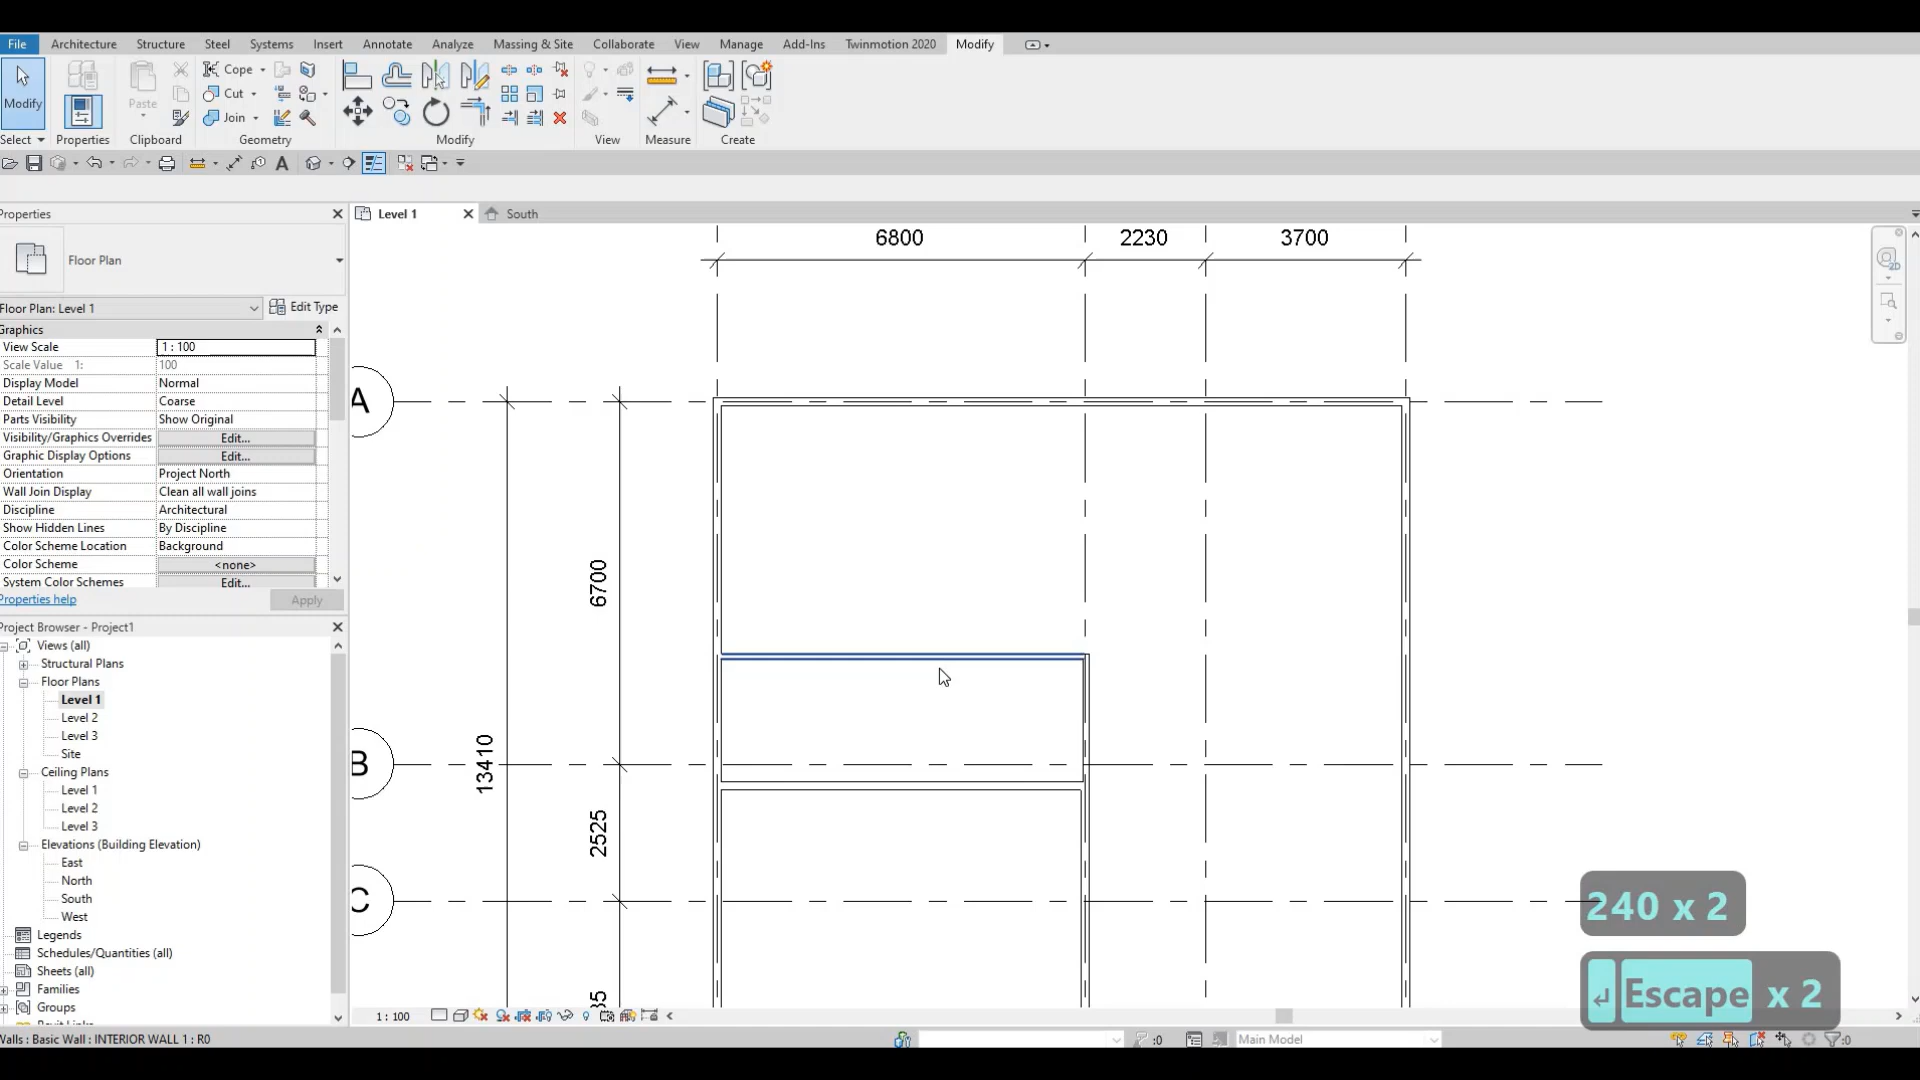 File Architecture Structure Steel Systems Insert Annotate Analyze Massing & Site Collaborate View Manage Add-Ins Twinmotion 2020 Modify
Modify
Paste
Cope
Cut
Join
Select Properties Clipboard Geometry Modify View Measure Create
A
Properties
Level 1
South
Floor Plan
Floor Plan: Level 1
Edit Type
Graphics
View Scale 1 : 100
Scale Value 1: 100
Display Model Normal
Detail Level Coarse
Parts Visibility Show Original
Visibility/Graphics Overrides Edit...
Graphic Display Options Edit...
Orientation Project North
Wall Join Display Clean all wall joins
Discipline Architectural
Show Hidden Lines By Discipline
Color Scheme Location Background
Color Scheme <none>
System Color Schemes Edit...
Properties help
Apply
Project Browser - Project1
Views (all)
Structural Plans
Floor Plans
Level 1
Level 2
Level 3
Site
Ceiling Plans
Level 1
Level 2
Level 3
Elevations (Building Elevation)
East
North
South
West
Legends
Schedules/Quantities (all)
Sheets (all)
Families
Groups
Revit Links
6800 2230 3700
2D
A
6700
13410
B
2525
C
35
240 x 2
↵ Escape x 2
1 : 100
Walls : Basic Wall : INTERIOR WALL 1 : R0
:0
Main Model
:0